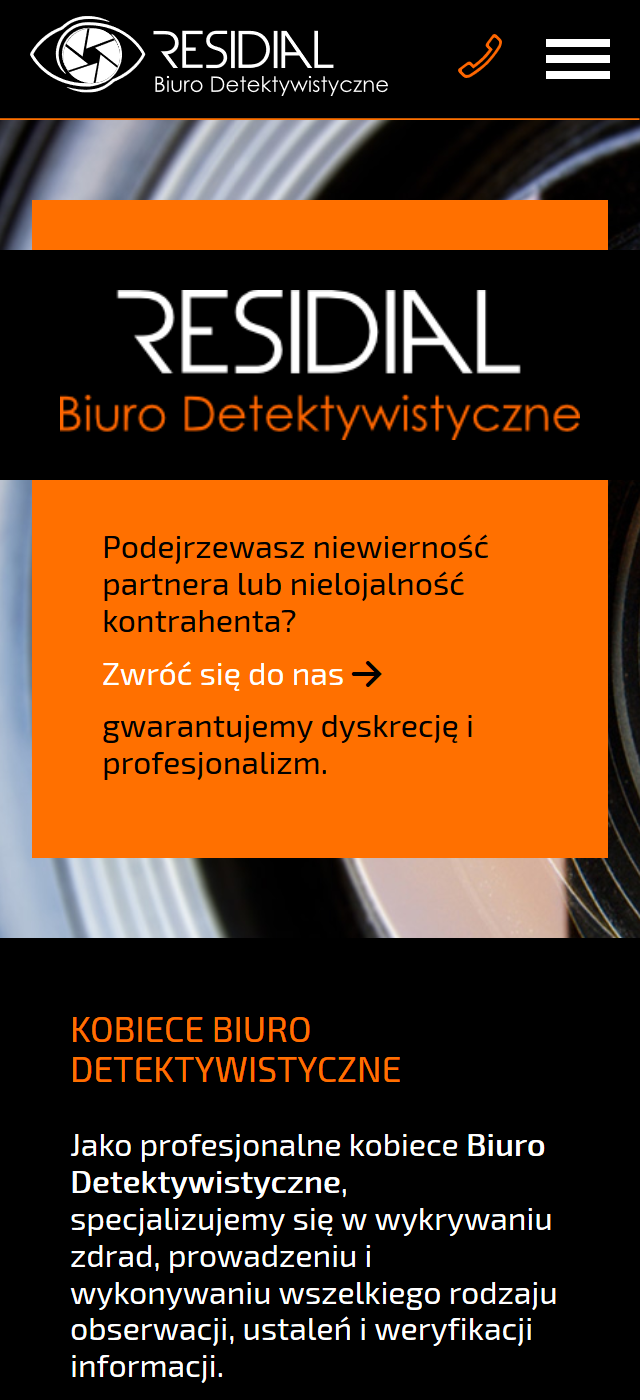 RESIDIAL
Biuro Detektywistyczne
RESIDIAL
Biuro Detektywistyczne
Podejrzewasz niewierność
partnera lub nielojalność
kontrahenta?
Zwróć się do nas
gwarantujemy dyskrecję i
profesjonalizm.
KOBIECE BIURO
DETEKTYWISTYCZNE
Jako profesjonalne kobiece Biuro
Detektywistyczne,
specjalizujemy się w wykrywaniu
zdrad, prowadzeniu i
wykonywaniu wszelkiego rodzaju
obserwacji, ustaleń i weryfikacji
informacji.